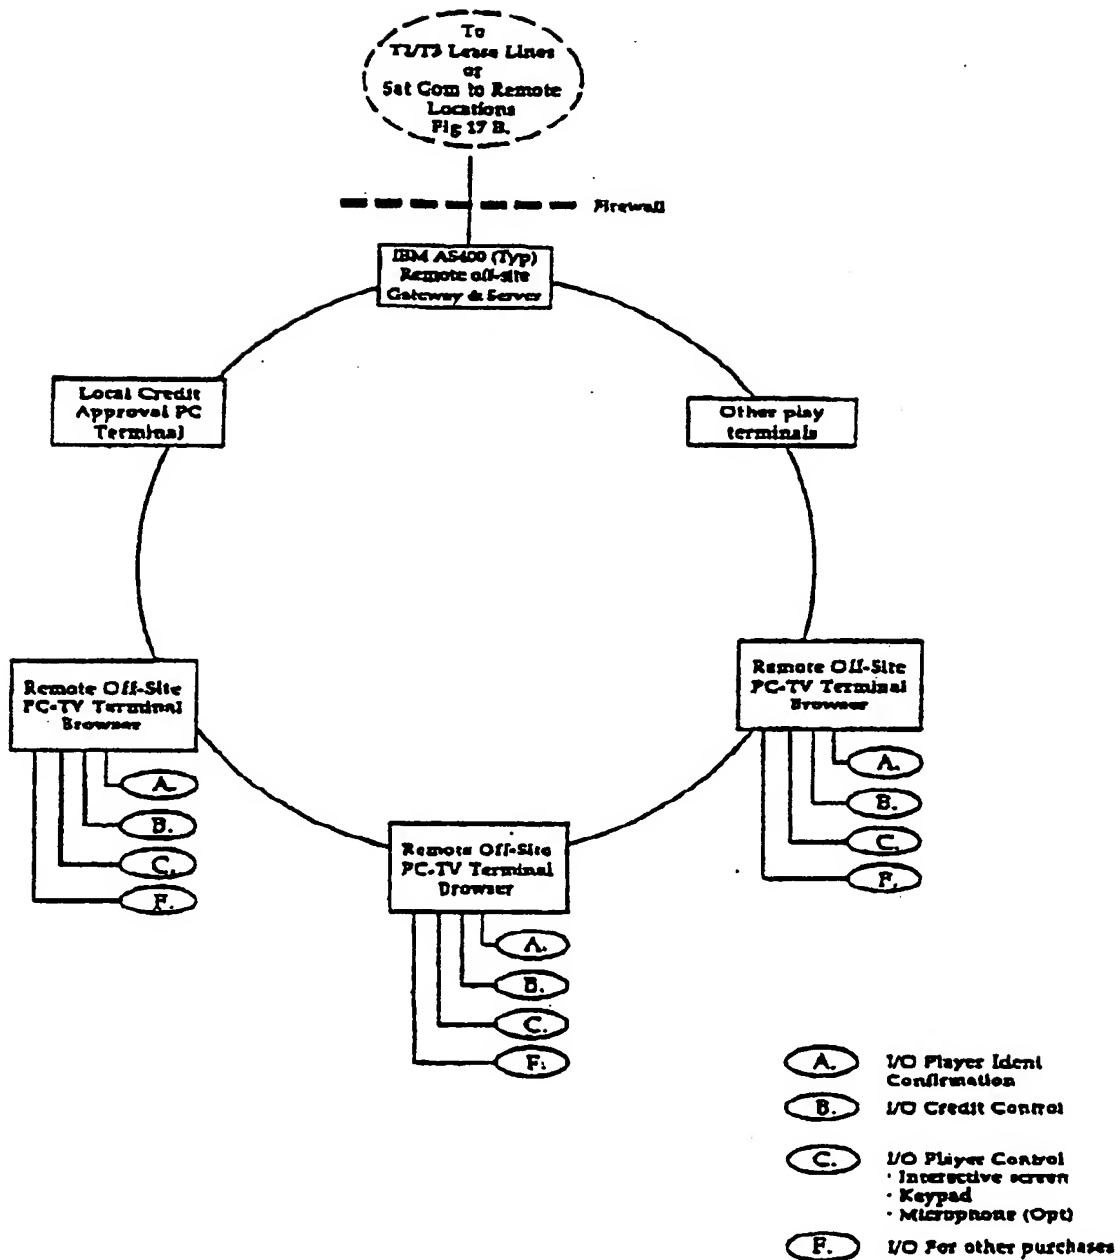 To
T1/T3 Lease Lines
or
Sat Com to Remote
Locations
Fig 17 B.
Firewall
IBM AS400 (Typ)
Remote off-site
Gateway & Server
Local Credit
Approval PC
Terminal
Other play
terminals
Remote Off-Site
PC-TV Terminal
Browser
A.
B.
C.
F.
Remote Off-Site
PC-TV Terminal
Browser
A.
B.
C.
F.
Remote Off-Site
PC-TV Terminal
Browser
A.
B.
C.
F.
A. I/O Player Ident
Confirmation
B. I/O Credit Control
C. I/O Player Control
· Interactive screen
· Keypad
· Microphone (Opt)
F. I/O For other purchases